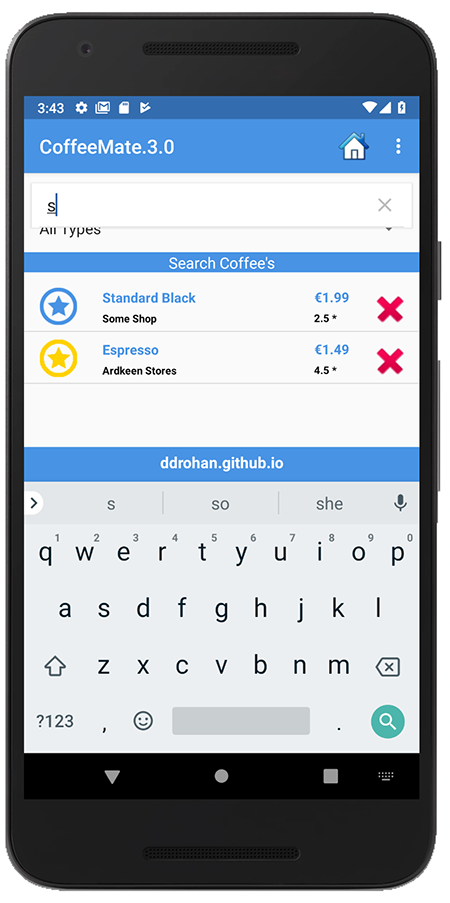 3:43
CoffeeMate.3.0
s
All Types
Search Coffee's
Standard Black €1.99
Some Shop 2.5 *
Espresso €1.49
Ardkeen Stores 4.5 *
ddrohan.github.io
s so she
1 2 3 4 5 6 7 8 9 0
q w e r t y u i o p
a s d f g h j k l
z x c v b n m
?123 , .